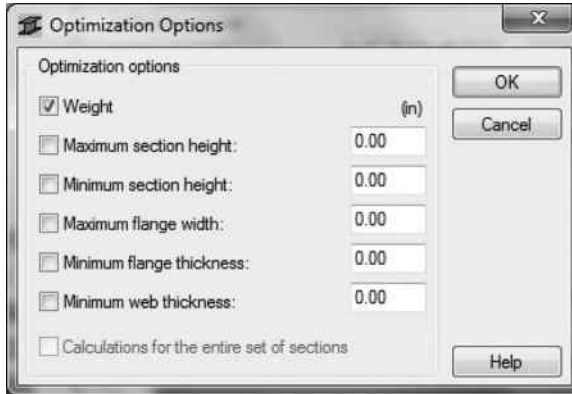 Optimization Options
x
Optimization options
OK
Weight
(in)
Cancel
Maximum section height:
0.00
Minimum section height:
0.00
Maximum flange width:
0.00
Minimum flange thickness:
0.00
Minimum web thickness:
0.00
Calculations for the entire set of sections
Help